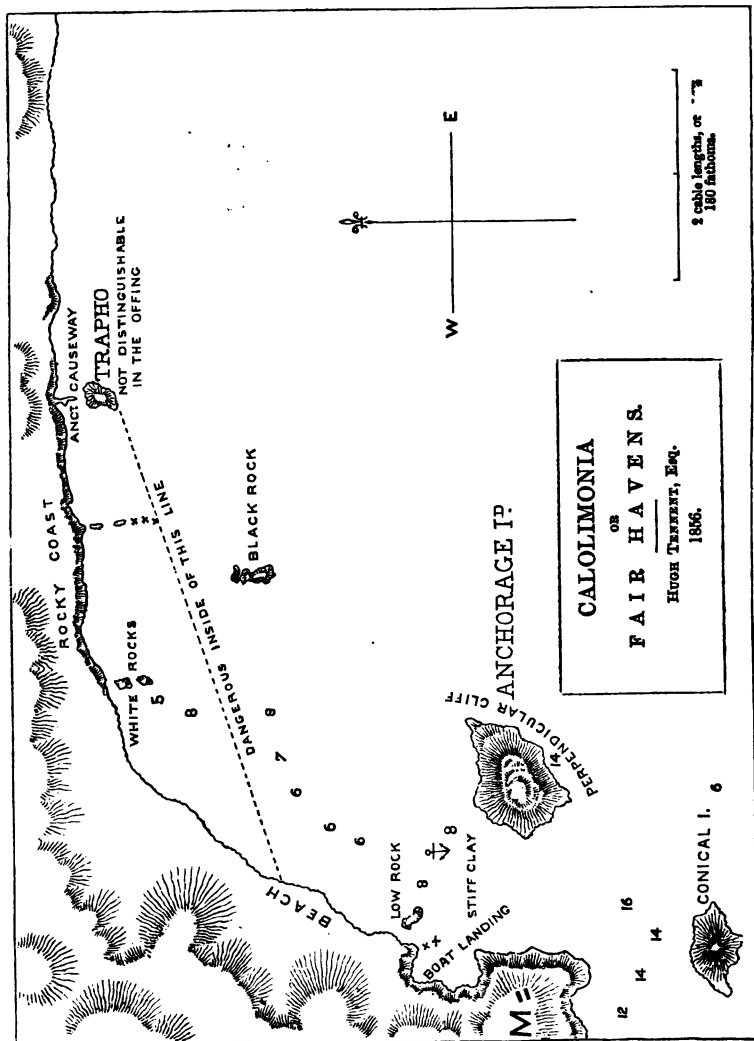 ROCKY COAST
ANCT CAUSEWAY
TRAPHO
NOT DISTINGUISHABLE
IN THE OFFING
WHITE ROCKS
5
8
DANGEROUS INSIDE OF THIS LINE
BLACK ROCK
8
7
6
6
6
BEACH
LOW ROCK
8
8
STIFF CLAY
BOAT LANDING
W E
ANCHORAGE ID
14
PERPENDICULAR CLIFF
M =
12
14
14
16
CONICAL I.
6
CALOLIMONIA
OR
FAIR HAVENS.
HUGH TENNENT, Esq.
1856.
2 cable lengths, or
180 fathoms.